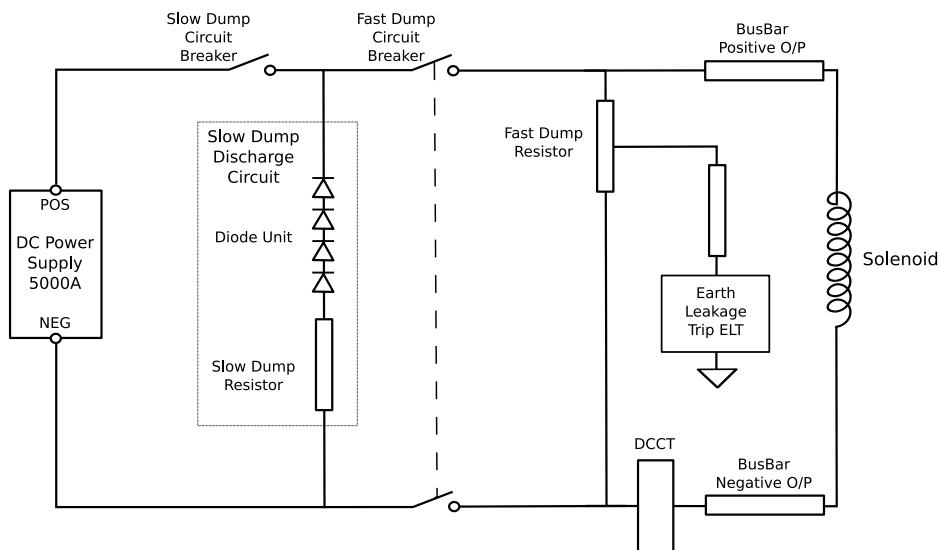 Slow Dump
Circuit
Breaker
Fast Dump
Circuit
Breaker
BusBar
Positive O/P
Slow Dump
Discharge
Circuit
Fast Dump
Resistor
POS
DC Power
Supply
5000A
NEG
Diode Unit
Solenoid
Earth
Leakage
Trip ELT
Slow Dump
Resistor
DCCT
BusBar
Negative O/P